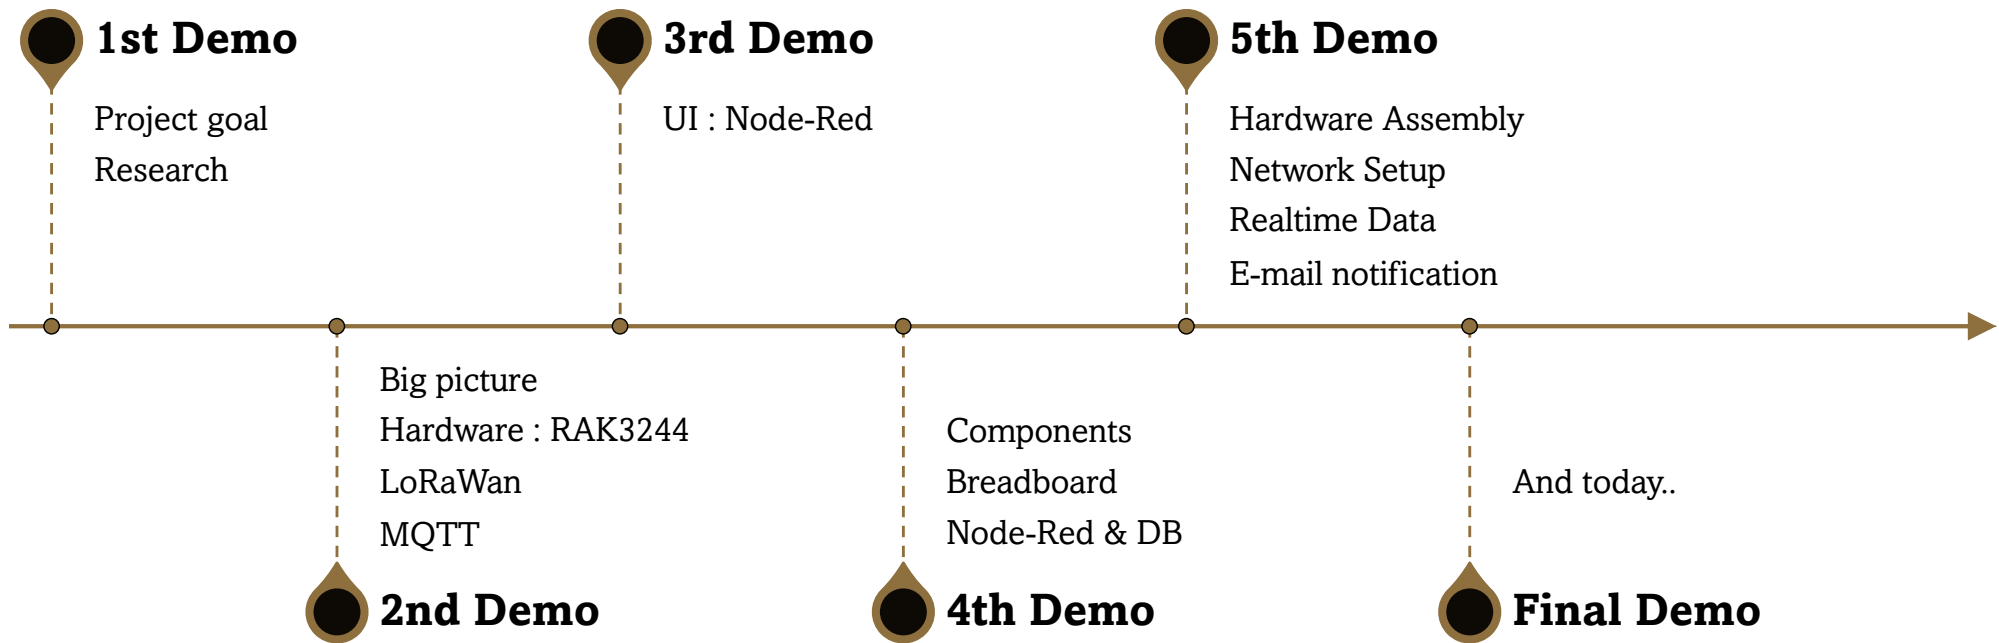 1st Demo
Project goal
Research
Big picture
Hardware : RAK3244
LoRaWan
MQTT
2nd Demo
3rd Demo
UI : Node-Red
Components
Breadboard
Node-Red & DB
4th Demo
5th Demo
Hardware Assembly
Network Setup
Realtime Data
E-mail notification
And today..
Final Demo